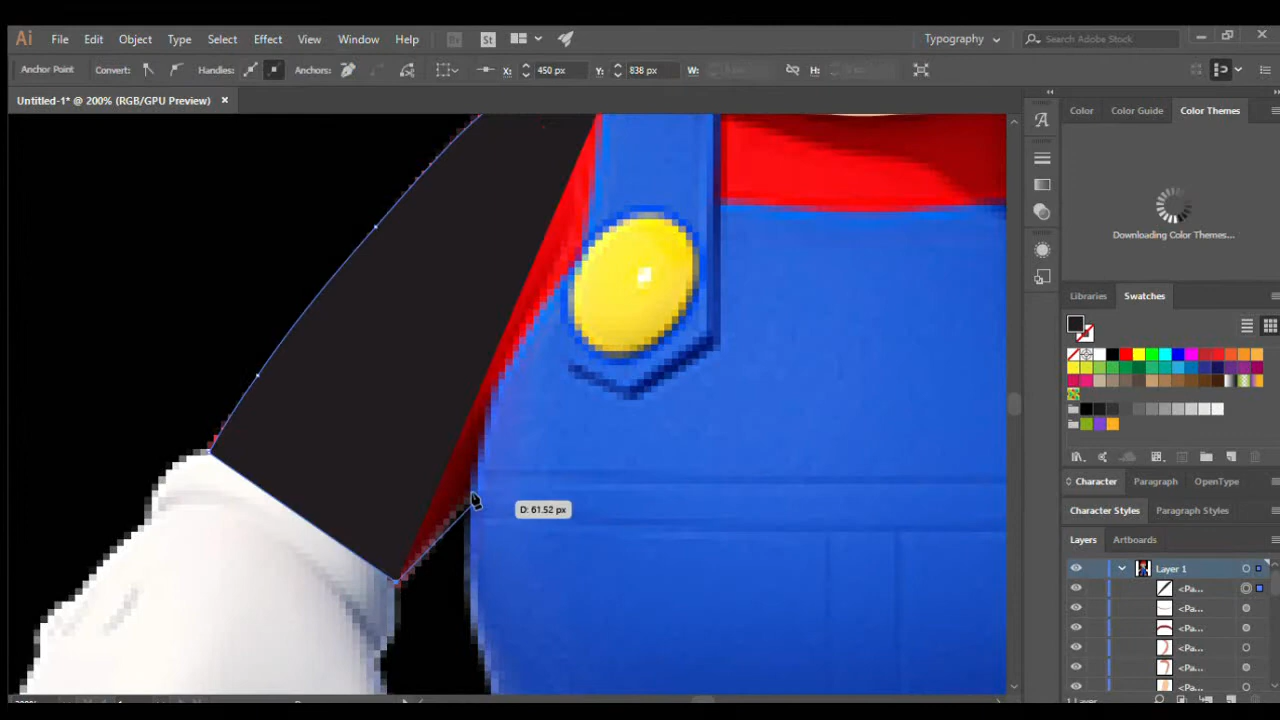 Ai File Edit Object Type Select Effect View Window Help Br St Typography Search Adobe Stock
Anchor Point Convert: Handles: Anchors: X: 450 px Y: 838 px W: H:
Untitled-1* @ 200% (RGB/GPU Preview) ×
Color Color Guide Color Themes
Downloading Color Themes...
Libraries Swatches
Character Paragraph OpenType
D: 61.52 px
Character Styles Paragraph Styles
Layers Artboards
Layer 1
<Pa...
<Pa...
<Pa...
<Pa...
<Pa...
<Pa...